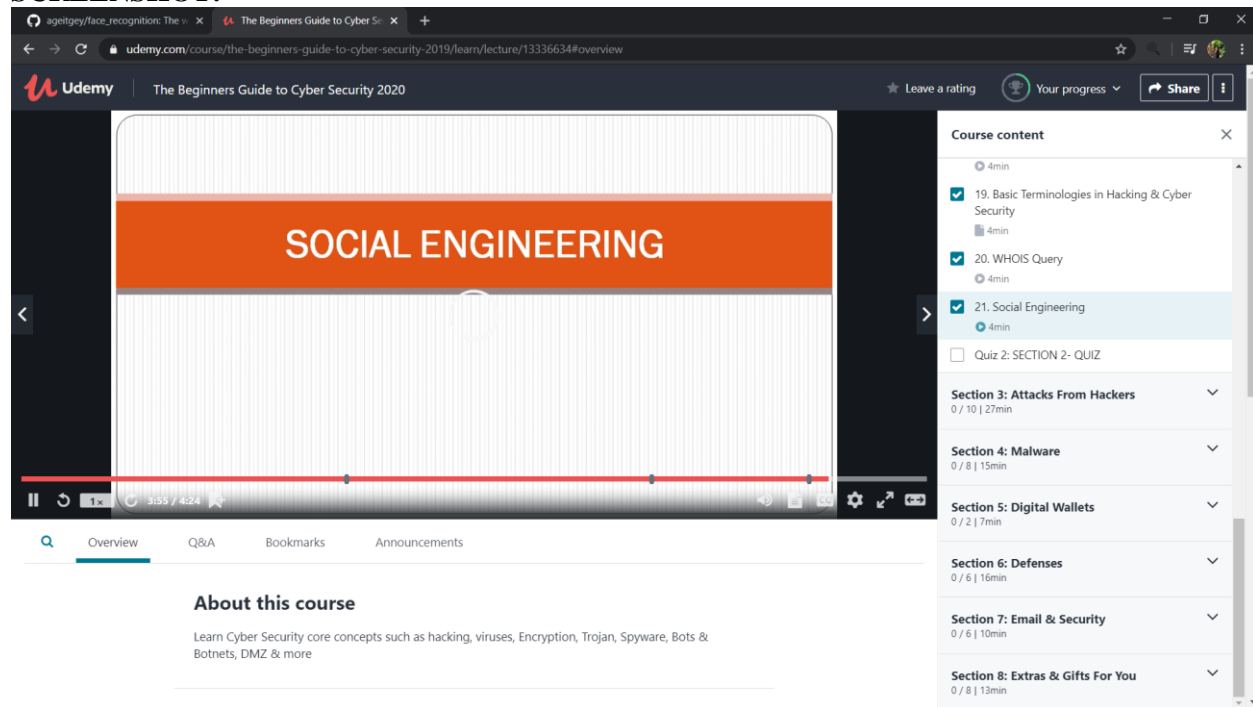 SCREENSHOT:
ageitgey/face_recognition: The w
The Beginners Guide to Cyber Se
udemy.com/course/the-beginners-guide-to-cyber-security-2019/learn/lecture/13336634#overview
Udemy
The Beginners Guide to Cyber Security 2020
Leave a rating
Your progress
Share
SOCIAL ENGINEERING
1x
3:55 / 4:24
CC
Course content
4min
19. Basic Terminologies in Hacking & Cyber
Security
4min
20. WHOIS Query
4min
21. Social Engineering
4min
Quiz 2: SECTION 2- QUIZ
Section 3: Attacks From Hackers
0 / 10 | 27min
Section 4: Malware
0 / 8 | 15min
Section 5: Digital Wallets
0 / 2 | 7min
Section 6: Defenses
0 / 6 | 16min
Section 7: Email & Security
0 / 6 | 10min
Section 8: Extras & Gifts For You
0 / 8 | 13min
Overview
Q&A
Bookmarks
Announcements
About this course
Learn Cyber Security core concepts such as hacking, viruses, Encryption, Trojan, Spyware, Bots &
Botnets, DMZ & more